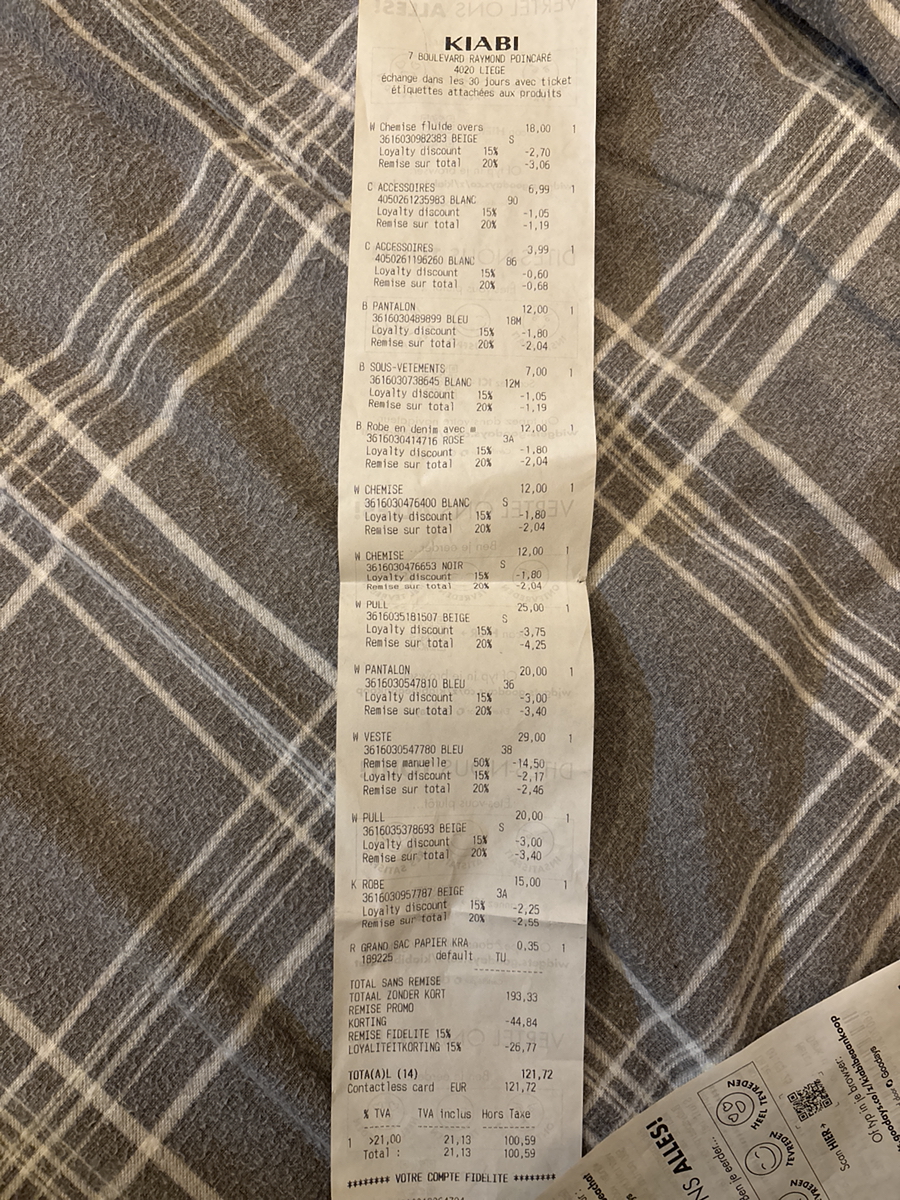 KIABI
7 BOULEVARD RAYMOND POINCARÉ
4020 LIEGE
échange dans les 30 jours avec ticket
étiquettes attachées aux produits
W Chemise fluide overs 18,00 1
3616030982383 BEIGE S
Loyalty discount 15% -2,70
Remise sur total 20% -3,06
C ACCESSOIRES 6,99 1
4050261235983 BLANC 90
Loyalty discount 15% -1,05
Remise sur total 20% -1,19
C ACCESSOIRES 3,99 1
4050261196260 BLANC 86
Loyalty discount 15% -0,60
Remise sur total 20% -0,68
B PANTALON 12,00 1
3616030489899 BLEU 18M
Loyalty discount 15% -1,80
Remise sur total 20% -2,04
B SOUS-VETEMENTS 7,00 1
3616030738645 BLANC 12M
Loyalty discount 15% -1,05
Remise sur total 20% -1,19
B Robe en denim avec m 12,00 1
3616030414716 ROSE 3A
Loyalty discount 15% -1,80
Remise sur total 20% -2,04
W CHEMISE 12,00 1
3616030476400 BLANC S
Loyalty discount 15% -1,80
Remise sur total 20% -2,04
W CHEMISE 12,00 1
3616030476653 NOIR S
Loyalty discount 15% -1,80
Remise sur total 20% -2,04
W PULL 25,00 1
3616035181507 BEIGE S
Loyalty discount 15% -3,75
Remise sur total 20% -4,25
W PANTALON 20,00 1
3616030547810 BLEU 36
Loyalty discount 15% -3,00
Remise sur total 20% -3,40
W VESTE 29,00 1
3616030547780 BLEU 38
Remise manuelle 50% -14,50
Loyalty discount 15% -2,17
Remise sur total 20% -2,46
W PULL 20,00 1
3616035378693 BEIGE S
Loyalty discount 15% -3,00
Remise sur total 20% -3,40
K ROBE 15,00 1
3616030957787 BEIGE 3A
Loyalty discount 15% -2,25
Remise sur total 20% -2,55
R GRAND SAC PAPIER KRA 0,35 1
189225 default TU
TOTAL SANS REMISE
TOTAAL ZONDER KORT 193,33
REMISE PROMO
KORTING -44,84
REMISE FIDELITE 15%
LOYALITEITKORTING 15% -26,77
TOTA(A)L (14) 121,72
Contactless card EUR 121,72
% TVA TVA inclus Hors Taxe
1 >21,00 21,13 100,59
Total : 21,13 100,59
******** VOTRE COMPTE FIDELITE ********
NS ALLES!
HEEL TEVREDEN
TEVREDEN
Scan HIER+
Of typ in je browser:
Goodays